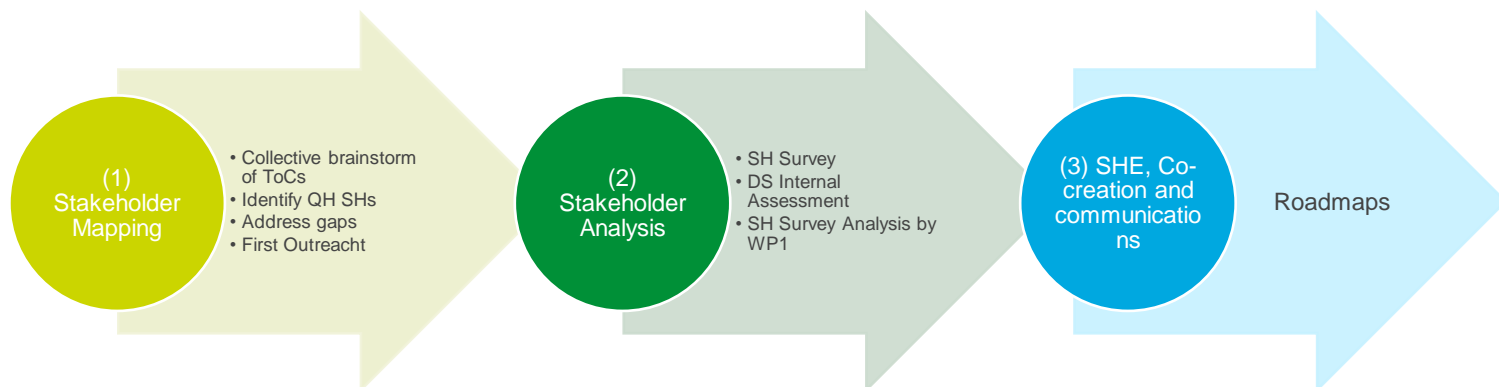 (1)
Stakeholder
Mapping
• Collective brainstorm
of ToCs
• Identify QH SHs
• Address gaps
• First Outreacht
(2)
Stakeholder
Analysis
• SH Survey
• DS Internal
Assessment
• SH Survey Analysis by
WP1
(3) SHE, Co-
creation and
communicatio
ns
Roadmaps